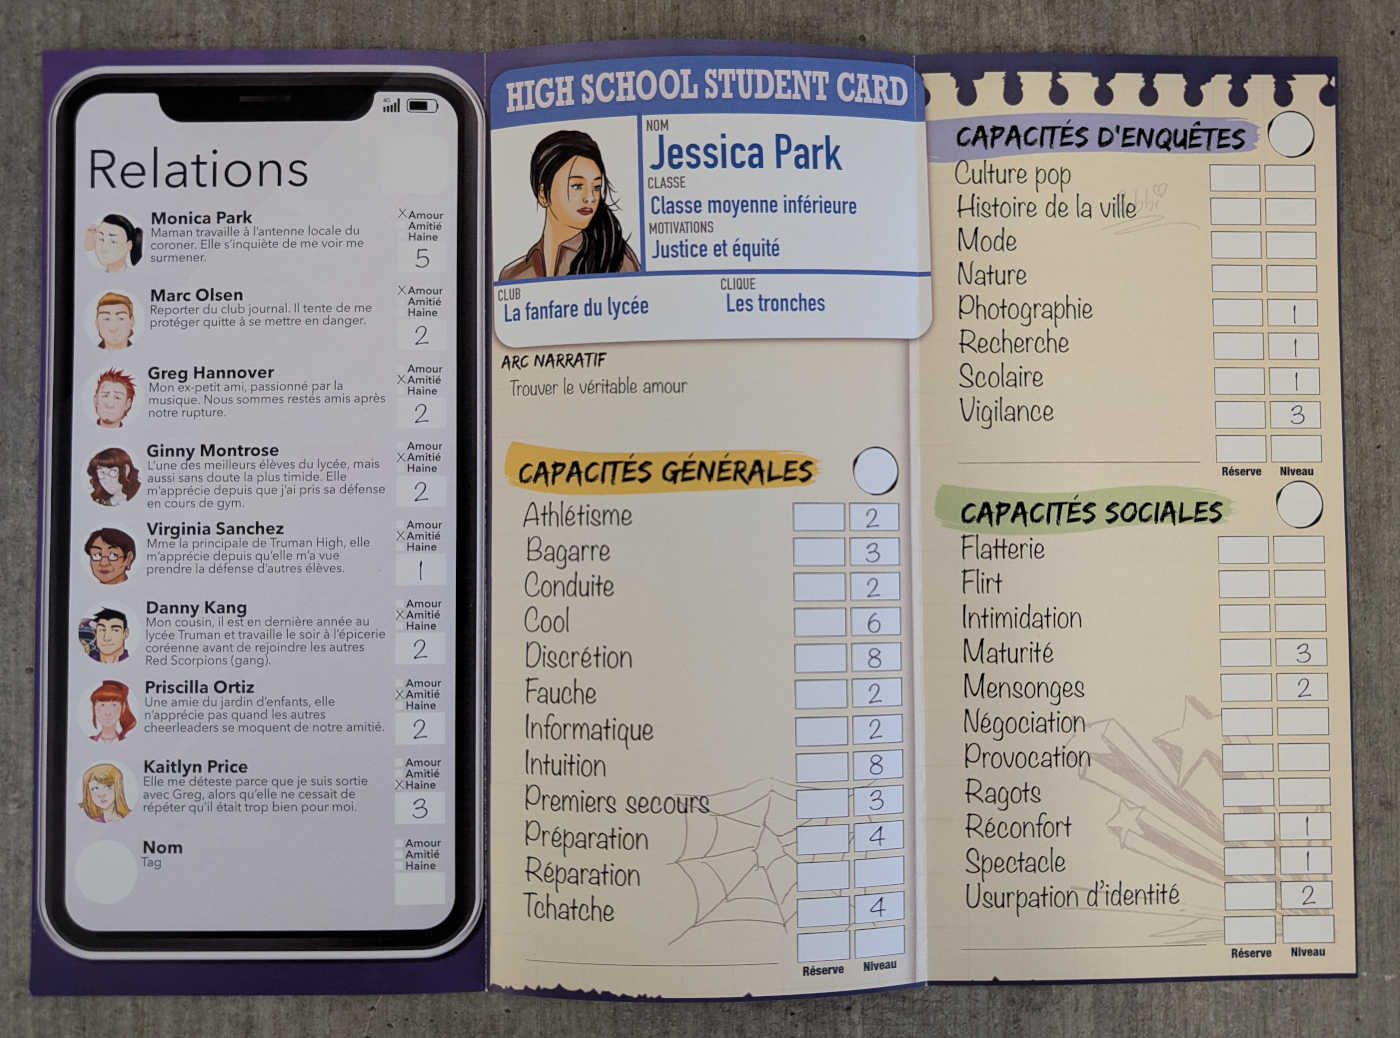 4G
Relations
Monica Park
Maman travaille à l'antenne locale du
coroner. Elle s'inquiète de me voir me
surmener.
X Amour
Amitié
Haine
5
Marc Olsen
Reporter du club journal. Il tente de me
protéger quitte à se mettre en danger.
X Amour
Amitié
Haine
2
Greg Hannover
Mon ex-petit ami, passionné par la
musique. Nous sommes restés amis après
notre rupture.
Amour
X Amitié
Haine
2
Ginny Montrose
L'une des meilleurs élèves du lycée, mais
aussi sans doute la plus timide. Elle
m'apprécie depuis que j'ai pris sa défense
en cours de gym.
Amour
X Amitié
Haine
2
Virginia Sanchez
Mme la principale de Truman High, elle
m'apprécie depuis qu'elle m'a vue
prendre la défense d'autres élèves.
Amour
X Amitié
Haine
1
Danny Kang
Mon cousin, il est en dernière année au
lycée Truman et travaille le soir à l'épicerie
coréenne avant de rejoindre les autres
Red Scorpions (gang).
Amour
X Amitié
Haine
2
Priscilla Ortiz
Une amie du jardin d'enfants, elle
n'apprécie pas quand les autres
cheerleaders se moquent de notre amitié.
Amour
X Amitié
Haine
2
Kaitlyn Price
Elle me déteste parce que je suis sortie
avec Greg, alors qu'elle ne cessait de
répéter qu'il était trop bien pour moi.
Amour
Amitié
X Haine
3
Nom
Tag
Amour
Amitié
Haine
HIGH SCHOOL STUDENT CARD
NOM
Jessica Park
CLASSE
Classe moyenne inférieure
MOTIVATIONS
Justice et équité
CLUB
La fanfare du lycée
CLIQUE
Les tronches
ARC NARRATIF
Trouver le véritable amour
CAPACITÉS GÉNÉRALES
Athlétisme 2
Bagarre 3
Conduite 2
Cool 6
Discrétion 8
Fauche 2
Informatique 2
Intuition 8
Premiers secours 3
Préparation 4
Réparation
Tchatche 4
Réserve Niveau
CAPACITÉS D'ENQUÊTES
Culture pop
Histoire de la ville
Mode
Nature
Photographie 1
Recherche 1
Scolaire 1
Vigilance 3
Réserve Niveau
CAPACITÉS SOCIALES
Flatterie
Flirt
Intimidation
Maturité 3
Mensonges 2
Négociation
Provocation
Ragots
Réconfort 1
Spectacle 1
Usurpation d'identité 2
Réserve Niveau